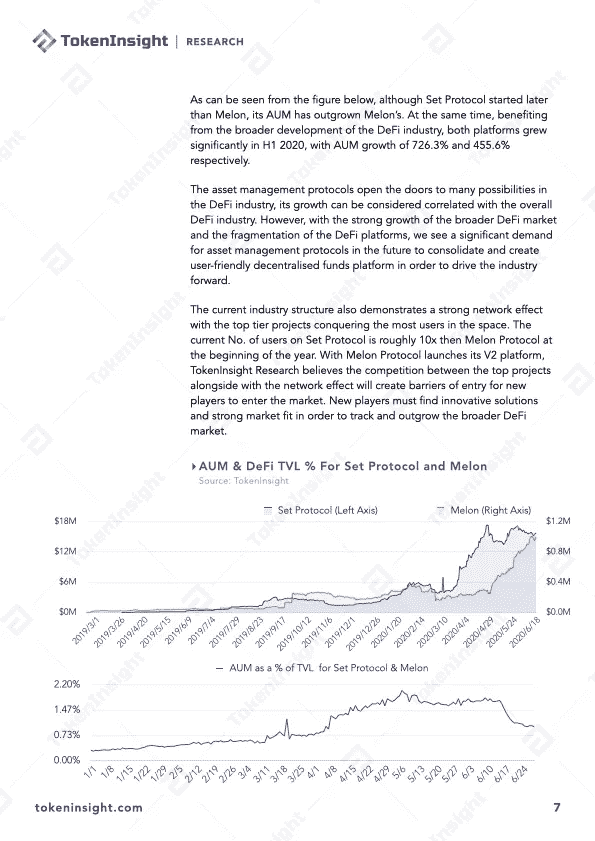 TokenInsight | RESEARCH
As can be seen from the figure below, although Set Protocol started later
than Melon, its AUM has outgrown Melon's. At the same time, benefiting
from the broader development of the DeFi industry, both platforms grew
significantly in H1 2020, with AUM growth of 726.3% and 455.6%
respectively.
The asset management protocols open the doors to many possibilities in
the DeFi industry, its growth can be considered correlated with the overall
DeFi industry. However, with the strong growth of the broader DeFi market
and the fragmentation of the DeFi platforms, we see a significant demand
for asset management protocols in the future to consolidate and create
user-friendly decentralised funds platform in order to drive the industry
forward.
The current industry structure also demonstrates a strong network effect
with the top tier projects conquering the most users in the space. The
current No. of users on Set Protocol is roughly 10x then Melon Protocol at
the beginning of the year. With Melon Protocol launches its V2 platform,
TokenInsight Research believes the competition between the top projects
alongside with the network effect will create barriers of entry for new
players to enter the market. New players must find innovative solutions
and strong market fit in order to track and outgrow the broader DeFi
market.
AUM & DeFi TVL % For Set Protocol and Melon
Source: TokenInsight
Set Protocol (Left Axis) Melon (Right Axis)
$18M $1.2M
$12M $0.8M
$6M $0.4M
$0M $0.0M
2019/3/1 2019/3/26 2019/4/20 2019/5/15 2019/6/9 2019/7/4 2019/7/29 2019/8/23 2019/9/17 2019/10/12 2019/11/6 2019/12/1 2019/12/26 2020/1/20 2020/2/14 2020/3/10 2020/4/4 2020/4/29 2020/5/24 2020/6/18
AUM as a % of TVL for Set Protocol & Melon
2.20%
1.47%
0.73%
0.00%
1/1 1/8 1/15 1/22 1/29 2/5 2/12 2/19 2/26 3/4 3/11 3/18 3/25 4/1 4/8 4/15 4/22 4/29 5/6 5/13 5/20 5/27 6/3 6/10 6/17 6/24
tokeninsight.com 7